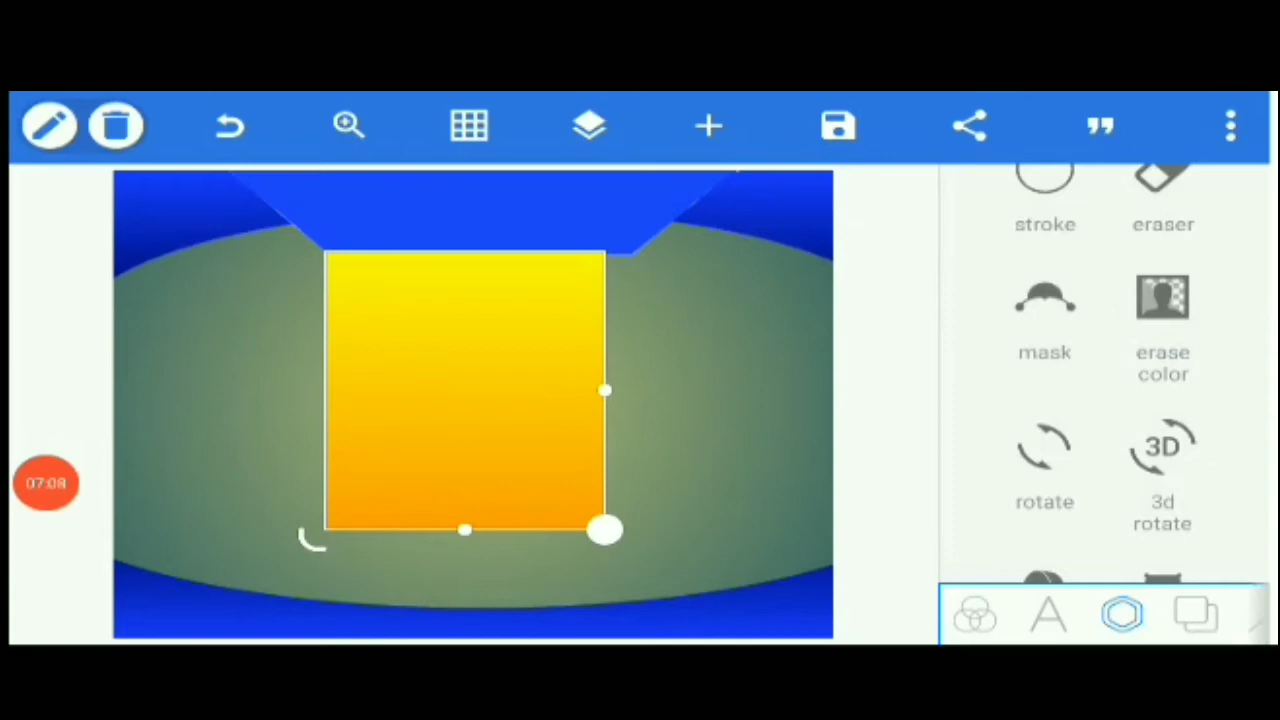 stroke eraser
mask erase
color
3D
rotate 3d
rotate
07:08